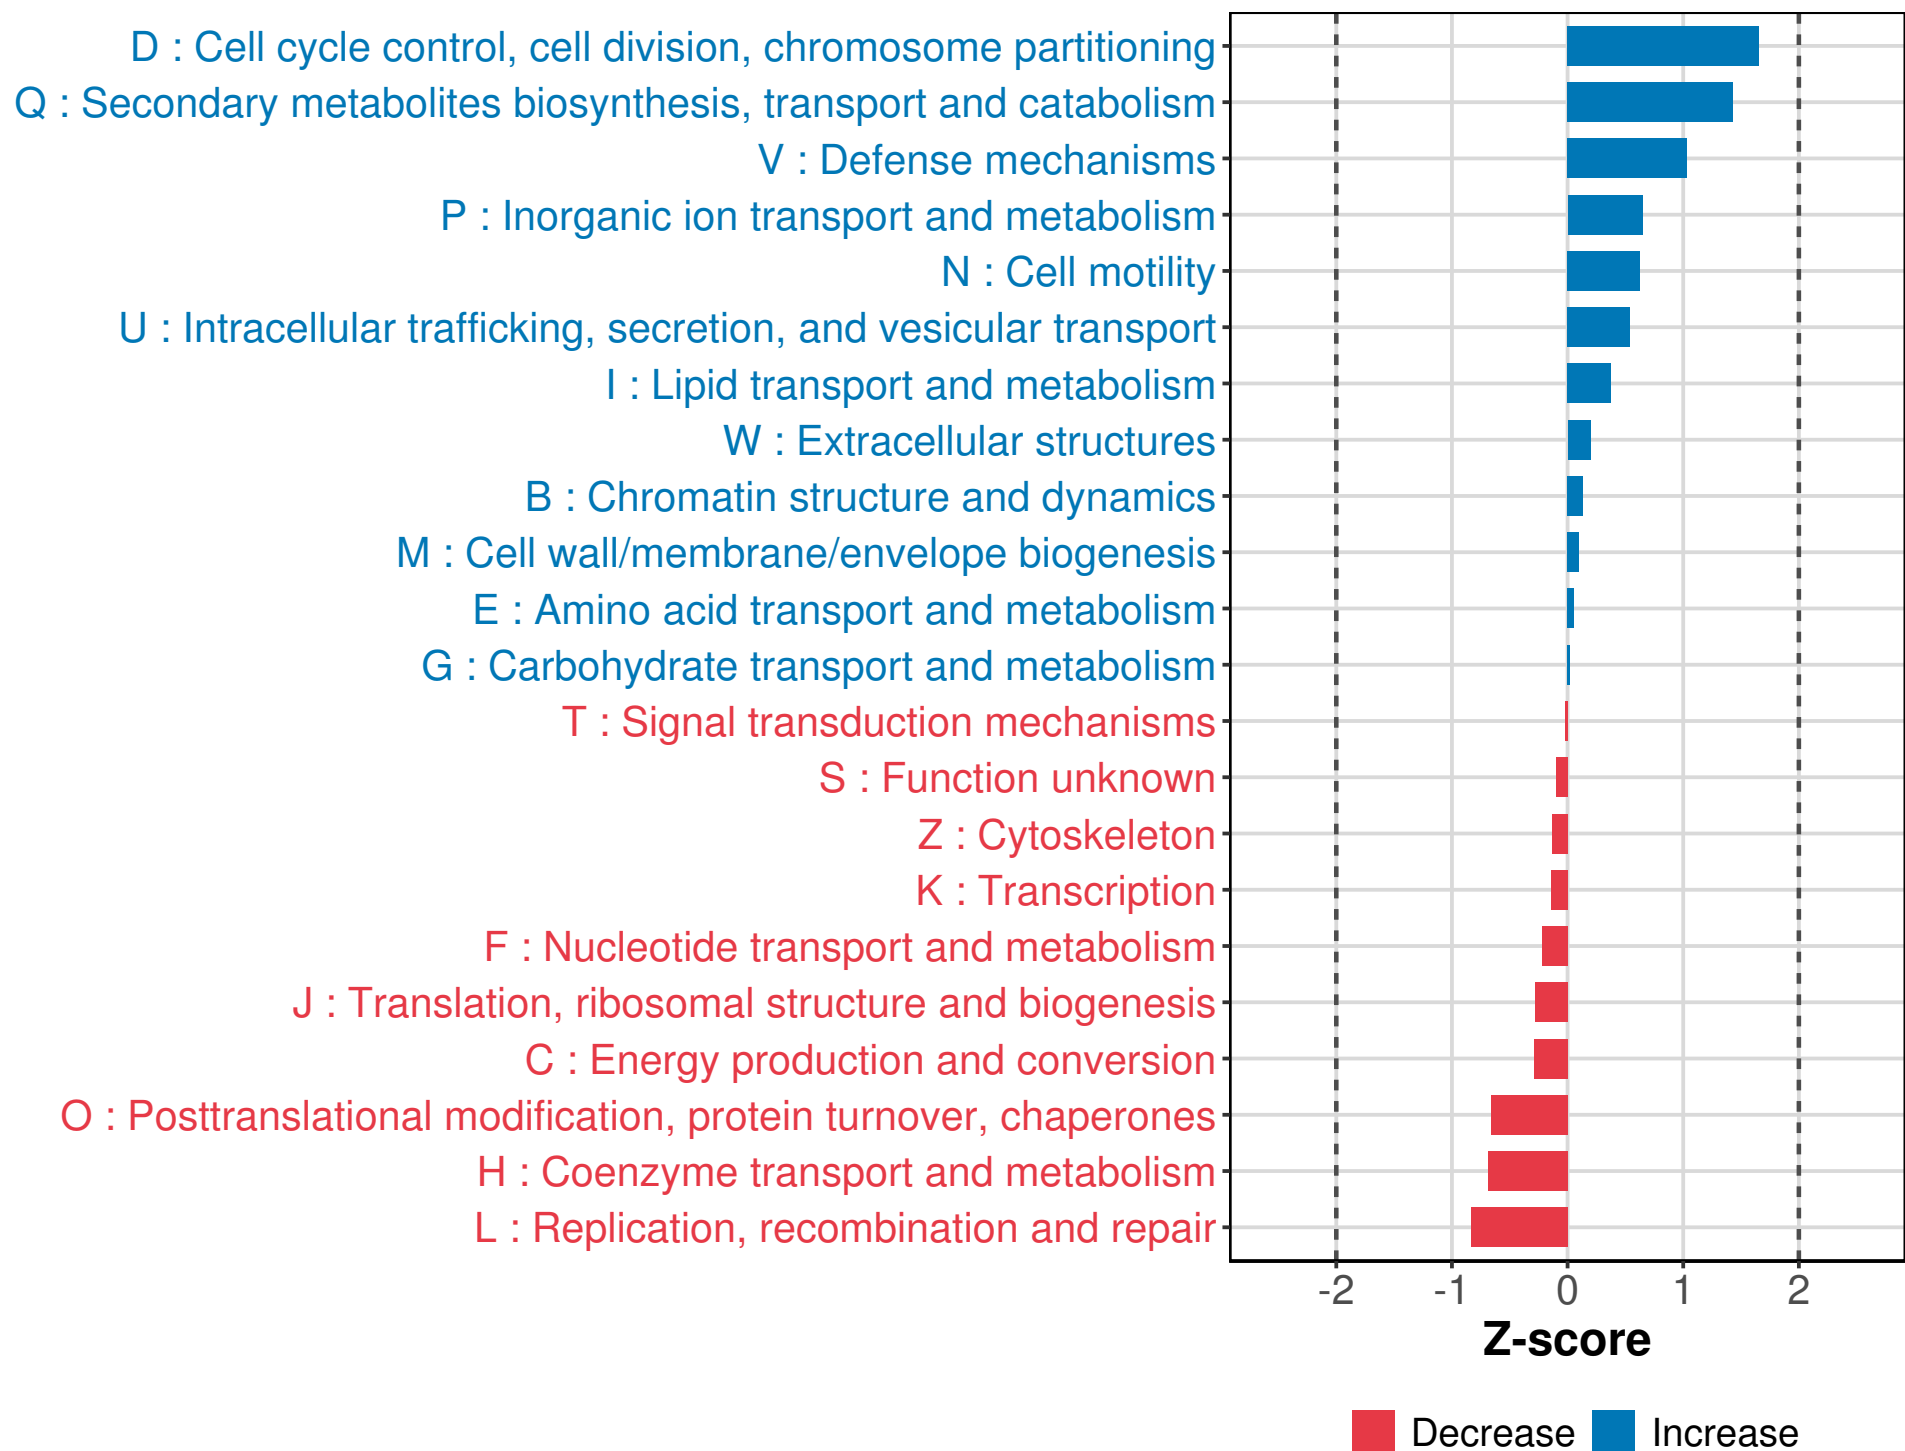 D : Cell cycle control, cell division, chromosome partitioning
Q : Secondary metabolites biosynthesis, transport and catabolism
V : Defense mechanisms
P : Inorganic ion transport and metabolism
N : Cell motility
U : Intracellular trafficking, secretion, and vesicular transport
I : Lipid transport and metabolism
W : Extracellular structures
B : Chromatin structure and dynamics
M : Cell wall/membrane/envelope biogenesis
E : Amino acid transport and metabolism
G : Carbohydrate transport and metabolism
T : Signal transduction mechanisms
S : Function unknown
Z : Cytoskeleton
K : Transcription
F : Nucleotide transport and metabolism
J : Translation, ribosomal structure and biogenesis
C : Energy production and conversion
O : Posttranslational modification, protein turnover, chaperones
H : Coenzyme transport and metabolism
L : Replication, recombination and repair
-2 -1 0 1 2
Z-score
Decrease Increase